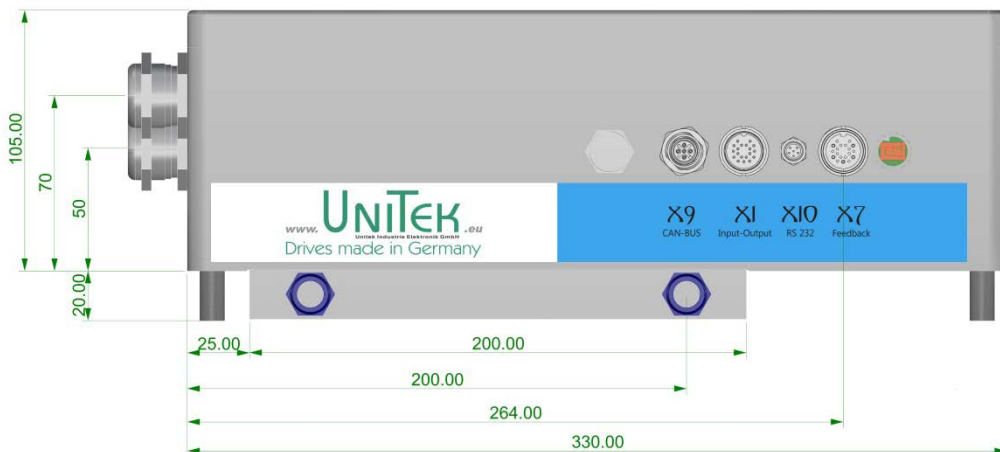 105.00
70
50
20.00
www. UNITEK .eu
Unitek Industrie Elektronik GmbH
Drives made in Germany
X9 X1 X10 X7
CAN-BUS Input-Output RS 232 Feedback
25.00 200.00
200.00
264.00
330.00